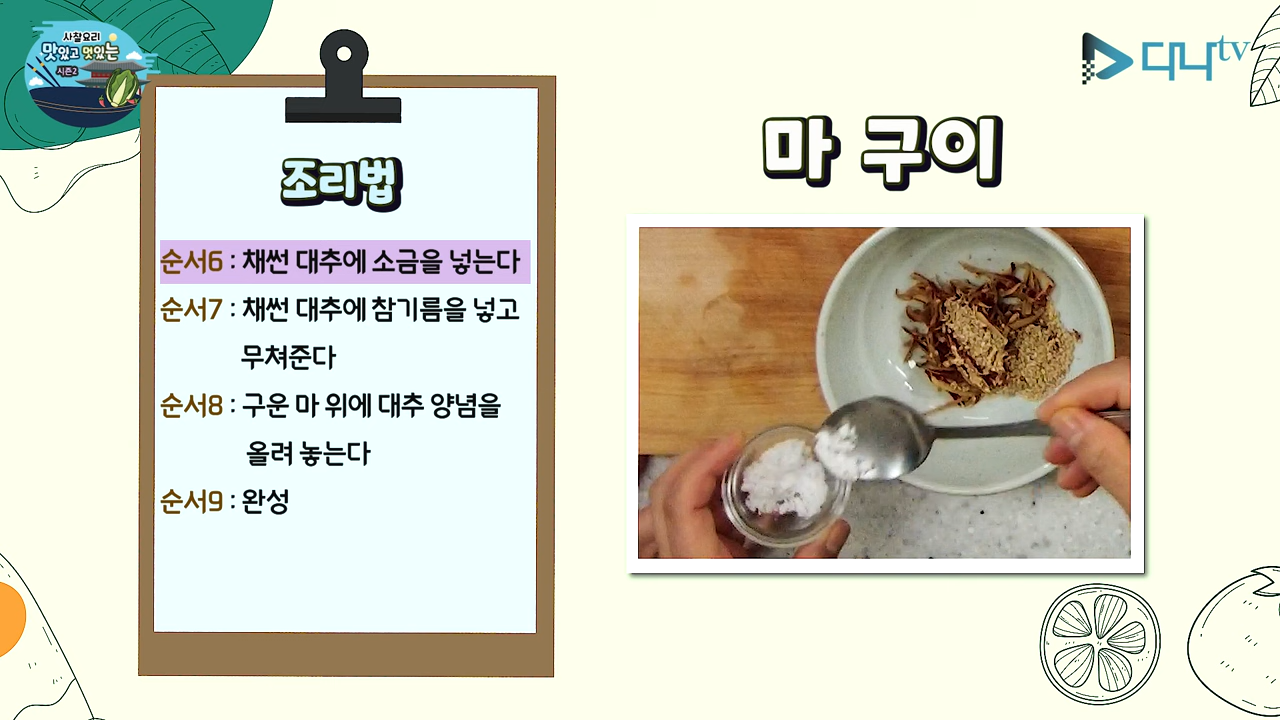 사찰요리
맛있고 멋있는
시즌2
디나tv
마 구이
조리법
순서6 : 채썬 대추에 소금을 넣는다
순서7 : 채썬 대추에 참기름을 넣고
무쳐준다
순서8 : 구운 마 위에 대추 양념을
올려 놓는다
순서9 : 완성